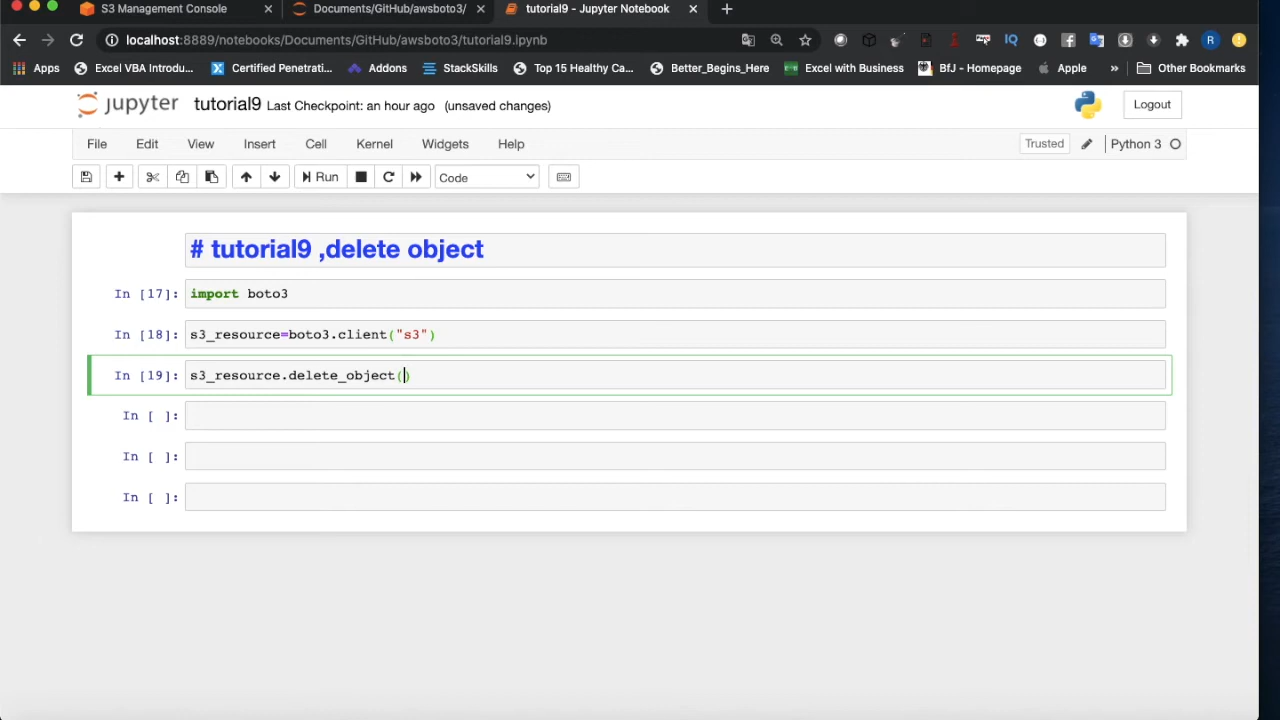 S3 Management Console
Documents/GitHub/awsboto3/
tutorial9 - Jupyter Notebook
localhost:8889/notebooks/Documents/GitHub/awsboto3/tutorial9.ipynb
Apps Excel VBA Introdu... Certified Penetrati... Addons StackSkills Top 15 Healthy Ca... Better_Begins_Here Excel with Business BfJ - Homepage Apple » Other Bookmarks
jupyter tutorial9 Last Checkpoint: an hour ago (unsaved changes) Logout
File Edit View Insert Cell Kernel Widgets Help Trusted Python 3
Run Code
# tutorial9 ,delete object
In [17]: import boto3
In [18]: s3_resource=boto3.client("s3")
In [19]: s3_resource.delete_object()
In [ ]:
In [ ]:
In [ ]: